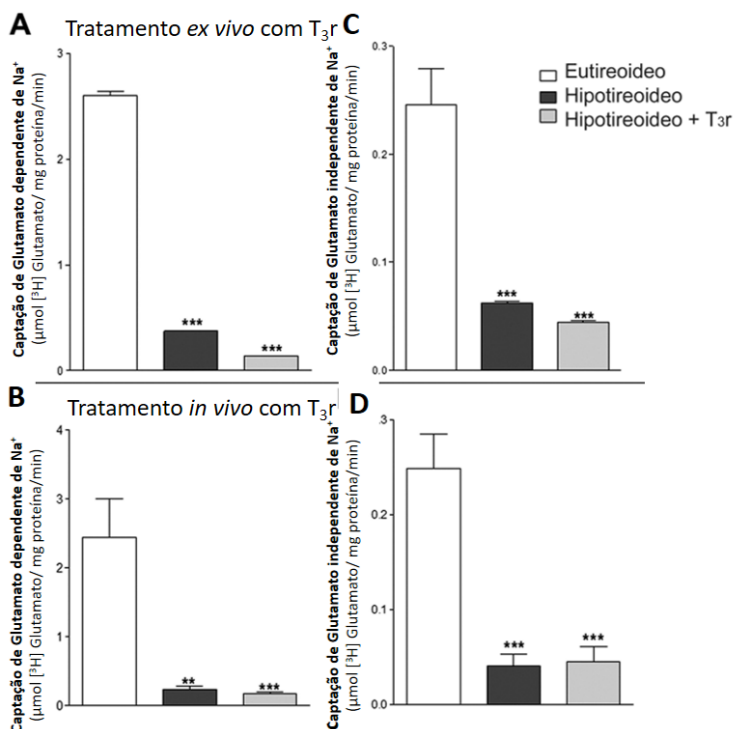 A
Tratamento ex vivo com T₃r
Captação de Glutamato dependente de Na⁺
(µmol [³H] Glutamato/ mg proteína/min)
3
2
1
0
***
***
C
Captação de Glutamato independente de Na⁺
(µmol [³H] Glutamato/ mg proteína/min)
0.3
0.2
0.1
0.0
***
***
Eutireoideo
Hipotireoideo
Hipotireoideo + T₃r
B
Tratamento in vivo com T₃r
Captação de Glutamato dependente de Na⁺
(µmol [³H] Glutamato/ mg proteína/min)
4
3
2
1
0
**
***
D
Captação de Glutamato independente de Na⁺
(µmol [³H] Glutamato/ mg proteína/min)
.3
0.2
0.1
0.0
***
***